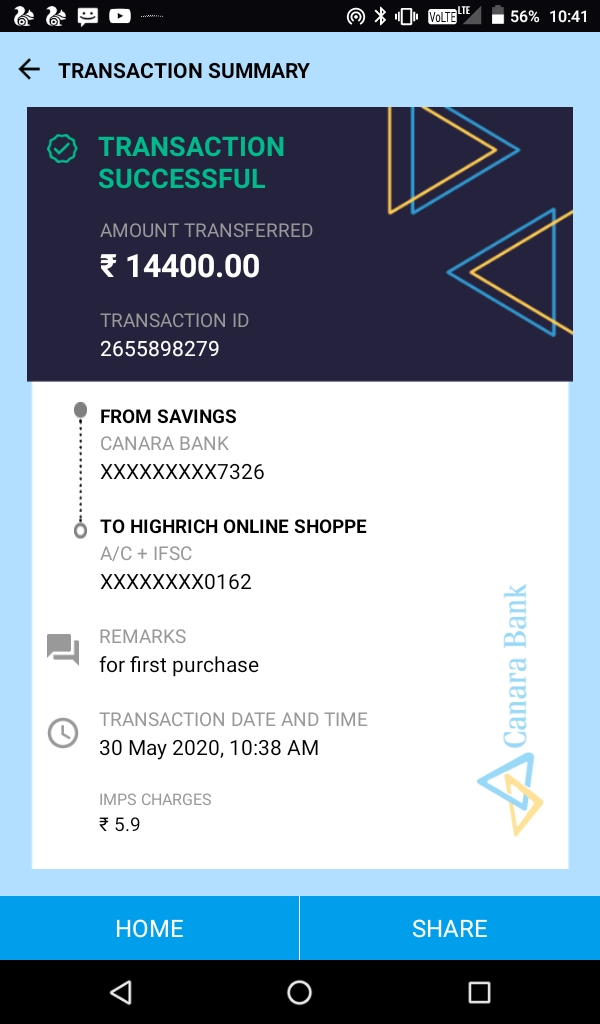 VoLTE LTE 56% 10:41
TRANSACTION SUMMARY
TRANSACTION
SUCCESSFUL
AMOUNT TRANSFERRED
₹ 14400.00
TRANSACTION ID
2655898279
FROM SAVINGS
CANARA BANK
XXXXXXXXX7326
TO HIGHRICH ONLINE SHOPPE
A/C + IFSC
XXXXXXXX0162
REMARKS
for first purchase
TRANSACTION DATE AND TIME
30 May 2020, 10:38 AM
IMPS CHARGES
₹ 5.9
Canara Bank
HOME
SHARE